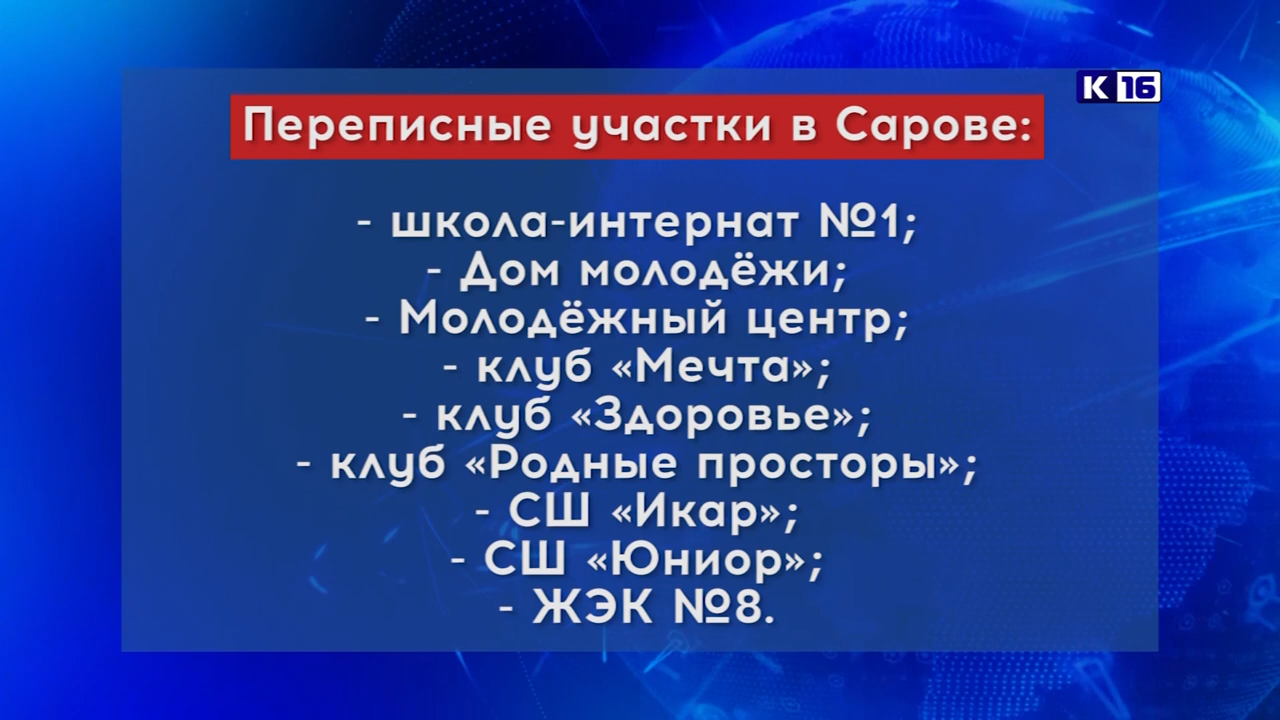 К 16
Переписные участки в Сарове:
- школа-интернат №1;
- Дом молодёжи;
- Молодёжный центр;
- клуб «Мечта»;
- клуб «Здоровье»;
- клуб «Родные просторы»;
- СШ «Икар»;
- СШ «Юниор»;
- ЖЭК №8.